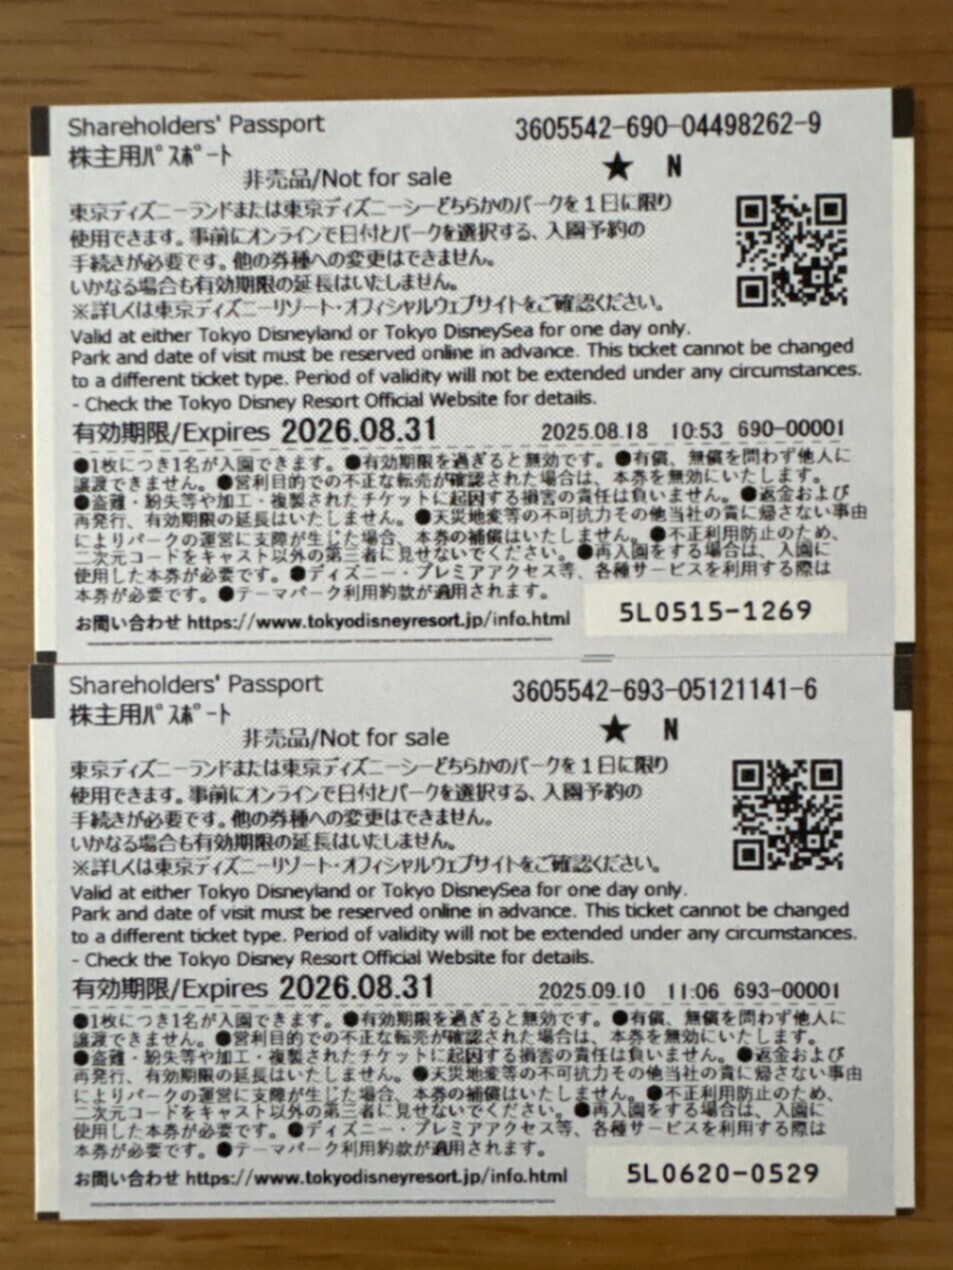 Shareholders' Passport
3605542-690-04498262-9
株主用ﾊﾟｽﾎﾟｰﾄ
★ N
非売品/Not for sale
東京ディズニーランドまたは東京ディズニーシーどちらかのパークを1日に限り
使用できます。事前にオンラインで日付とパークを選択する、入園予約の
手続きが必要です。他の券種への変更はできません。
いかなる場合も有効期限の延長はいたしません。
※詳しくは東京ディズニーリゾート・オフィシャルウェブサイトをご確認ください。
Valid at either Tokyo Disneyland or Tokyo DisneySea for one day only.
Park and date of visit must be reserved online in advance. This ticket cannot be changed
to a different ticket type. Period of validity will not be extended under any circumstances.
- Check the Tokyo Disney Resort Official Website for details.
有効期限/Expires 2026.08.31 2025.08.18 10:53 690-00001
●1枚につき1名が入園できます。●有効期限を過ぎると無効です。●有償、無償を問わず他人に
譲渡できません。●営利目的での不正な転売が確認された場合は、本券を無効にいたします。
●盗難・紛失等や加工・複製されたチケットに起因する損害の責任は負いません。●返金および
再発行、有効期限の延長はいたしません。●天災地変等の不可抗力その他当社の責に帰さない事由
によりパークの運営に支障が生じた場合、本券の補償はいたしません。●不正利用防止のため、
二次元コードをキャスト以外の第三者に見せないでください。●再入園をする場合は、入園に
使用した本券が必要です。●ディズニー・プレミアアクセス等、各種サービスを利用する際は
本券が必要です。●テーマパーク利用約款が適用されます。
お問い合わせ https://www.tokyodisneyresort.jp/info.html
5L0515-1269
Shareholders' Passport
3605542-693-05121141-6
株主用ﾊﾟｽﾎﾟｰﾄ
★ N
非売品/Not for sale
東京ディズニーランドまたは東京ディズニーシーどちらかのパークを1日に限り
使用できます。事前にオンラインで日付とパークを選択する、入園予約の
手続きが必要です。他の券種への変更はできません。
いかなる場合も有効期限の延長はいたしません。
※詳しくは東京ディズニーリゾート・オフィシャルウェブサイトをご確認ください。
Valid at either Tokyo Disneyland or Tokyo DisneySea for one day only.
Park and date of visit must be reserved online in advance. This ticket cannot be changed
to a different ticket type. Period of validity will not be extended under any circumstances.
- Check the Tokyo Disney Resort Official Website for details.
有効期限/Expires 2026.08.31 2025.09.10 11:06 693-00001
●1枚につき1名が入園できます。●有効期限を過ぎると無効です。●有償、無償を問わず他人に
譲渡できません。●営利目的での不正な転売が確認された場合は、本券を無効にいたします。
●盗難・紛失等や加工・複製されたチケットに起因する損害の責任は負いません。●返金および
再発行、有効期限の延長はいたしません。●天災地変等の不可抗力その他当社の責に帰さない事由
によりパークの運営に支障が生じた場合、本券の補償はいたしません。●不正利用防止のため、
二次元コードをキャスト以外の第三者に見せないでください。●再入園をする場合は、入園に
使用した本券が必要です。●ディズニー・プレミアアクセス等、各種サービスを利用する際は
本券が必要です。●テーマパーク利用約款が適用されます。
お問い合わせ https://www.tokyodisneyresort.jp/info.html
5L0620-0529